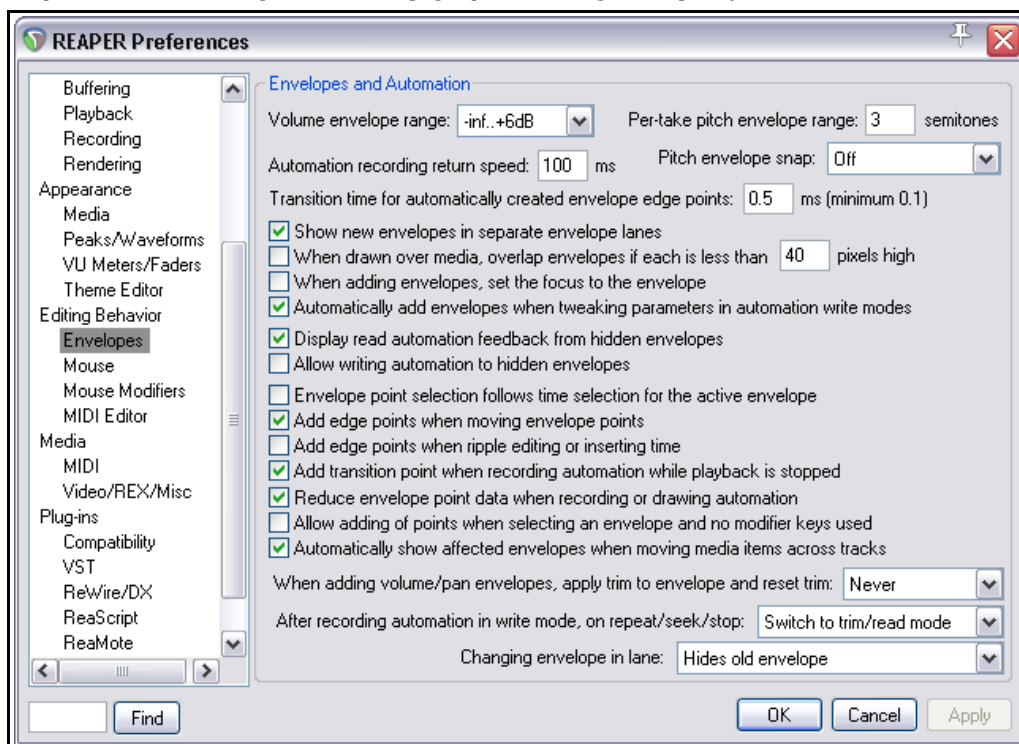 REAPER Preferences
Buffering
Playback
Recording
Rendering
Appearance
Media
Peaks/Waveforms
VU Meters/Faders
Theme Editor
Editing Behavior
Envelopes
Mouse
Mouse Modifiers
MIDI Editor
Media
MIDI
Video/REX/Misc
Plug-ins
Compatibility
VST
ReWire/DX
ReaScript
ReaMote
Find
Envelopes and Automation
Volume envelope range: -inf..+6dB Per-take pitch envelope range: 3 semitones
Automation recording return speed: 100 ms Pitch envelope snap: Off
Transition time for automatically created envelope edge points: 0.5 ms (minimum 0.1)
Show new envelopes in separate envelope lanes
When drawn over media, overlap envelopes if each is less than 40 pixels high
When adding envelopes, set the focus to the envelope
Automatically add envelopes when tweaking parameters in automation write modes
Display read automation feedback from hidden envelopes
Allow writing automation to hidden envelopes
Envelope point selection follows time selection for the active envelope
Add edge points when moving envelope points
Add edge points when ripple editing or inserting time
Add transition point when recording automation while playback is stopped
Reduce envelope point data when recording or drawing automation
Allow adding of points when selecting an envelope and no modifier keys used
Automatically show affected envelopes when moving media items across tracks
When adding volume/pan envelopes, apply trim to envelope and reset trim: Never
After recording automation in write mode, on repeat/seek/stop: Switch to trim/read mode
Changing envelope in lane: Hides old envelope
OK Cancel Apply